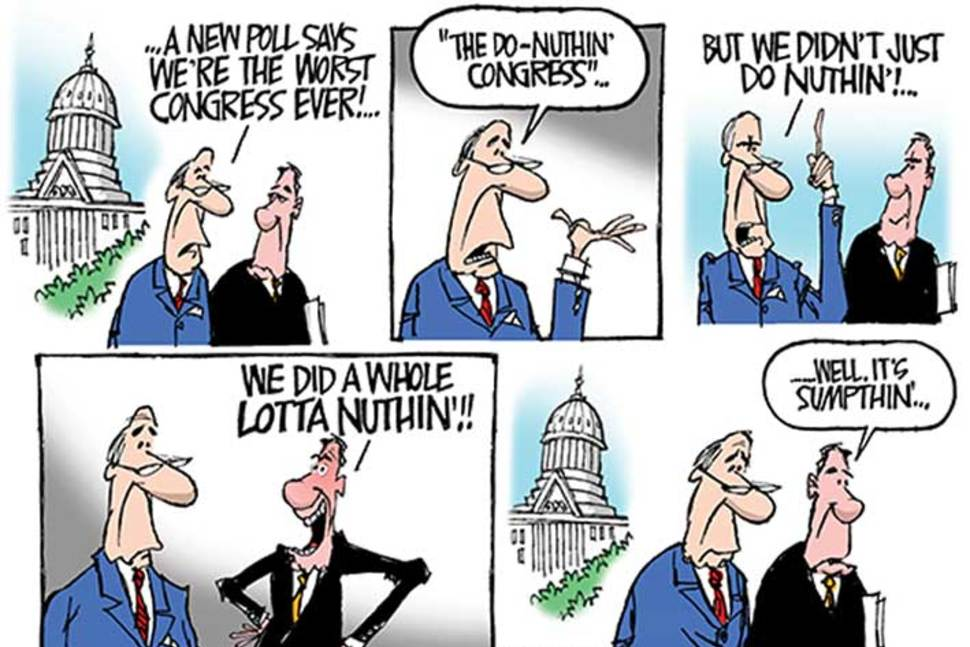 ...A NEW POLL SAYS
WE'RE THE WORST
CONGRESS EVER!...
"THE DO-NUTHIN'
CONGRESS"...
BUT WE DIDN'T JUST
DO NUTHIN'!...
WE DID A WHOLE
LOTTA NUTHIN'!!
.....WELL, IT'S
SUMPTHIN'...